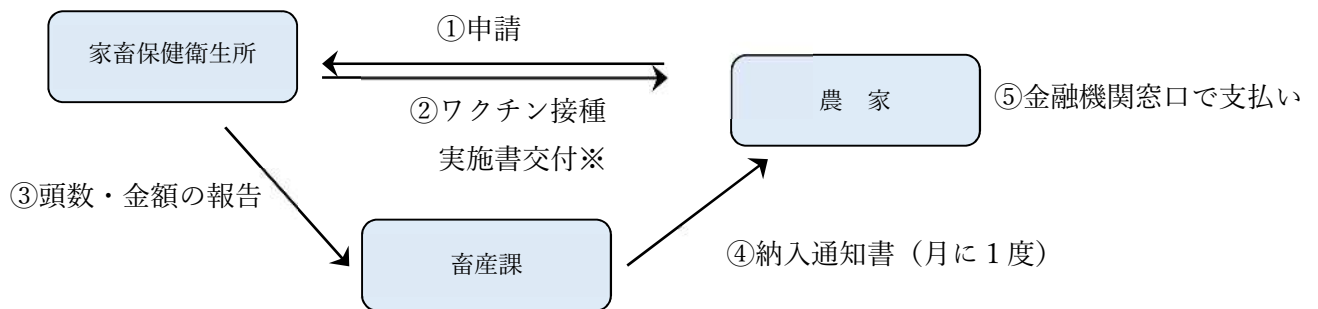 ①申請
家畜保健衛生所
②ワクチン接種
実施書交付※
農　家
⑤金融機関窓口で支払い
③頭数・金額の報告
畜産課
④納入通知書（月に１度）